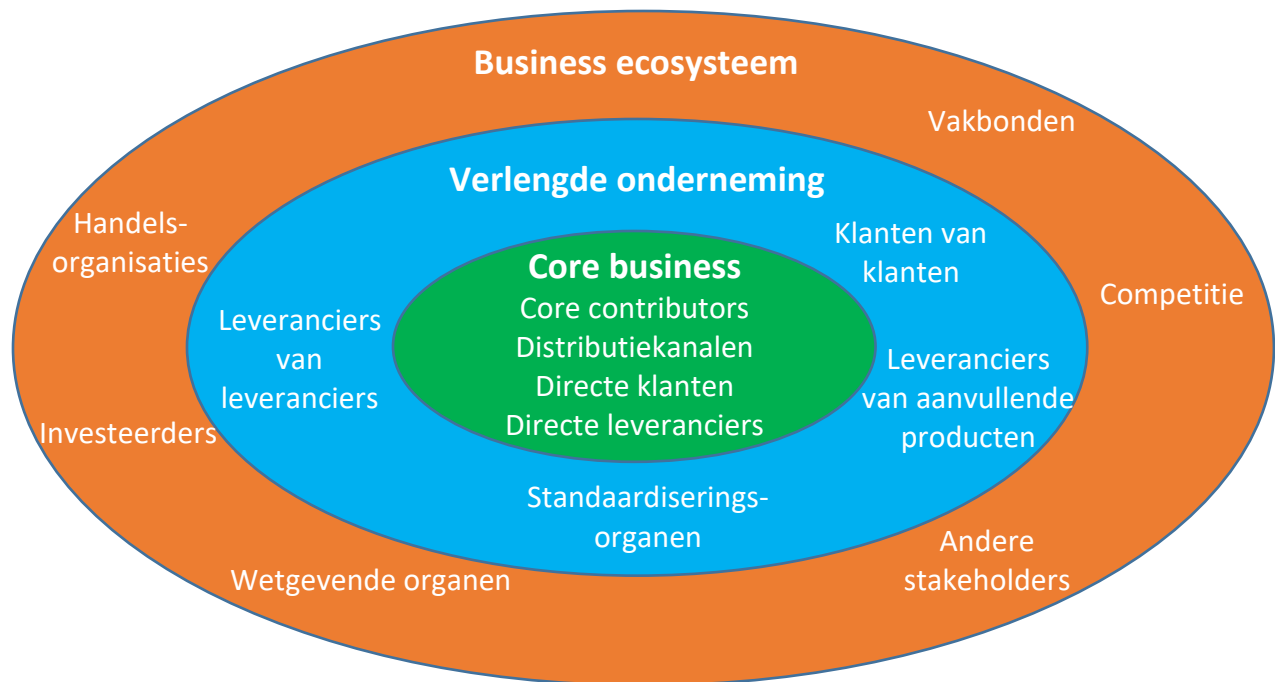 Business ecosysteem
Vakbonden
Verlengde onderneming
Handels-
organisaties
Klanten van
klanten
Core business
Core contributors
Distributiekanalen
Directe klanten
Directe leveranciers
Competitie
Leveranciers
van
leveranciers
Leveranciers
van aanvullende
producten
Investeerders
Standaardiserings-
organen
Andere
stakeholders
Wetgevende organen